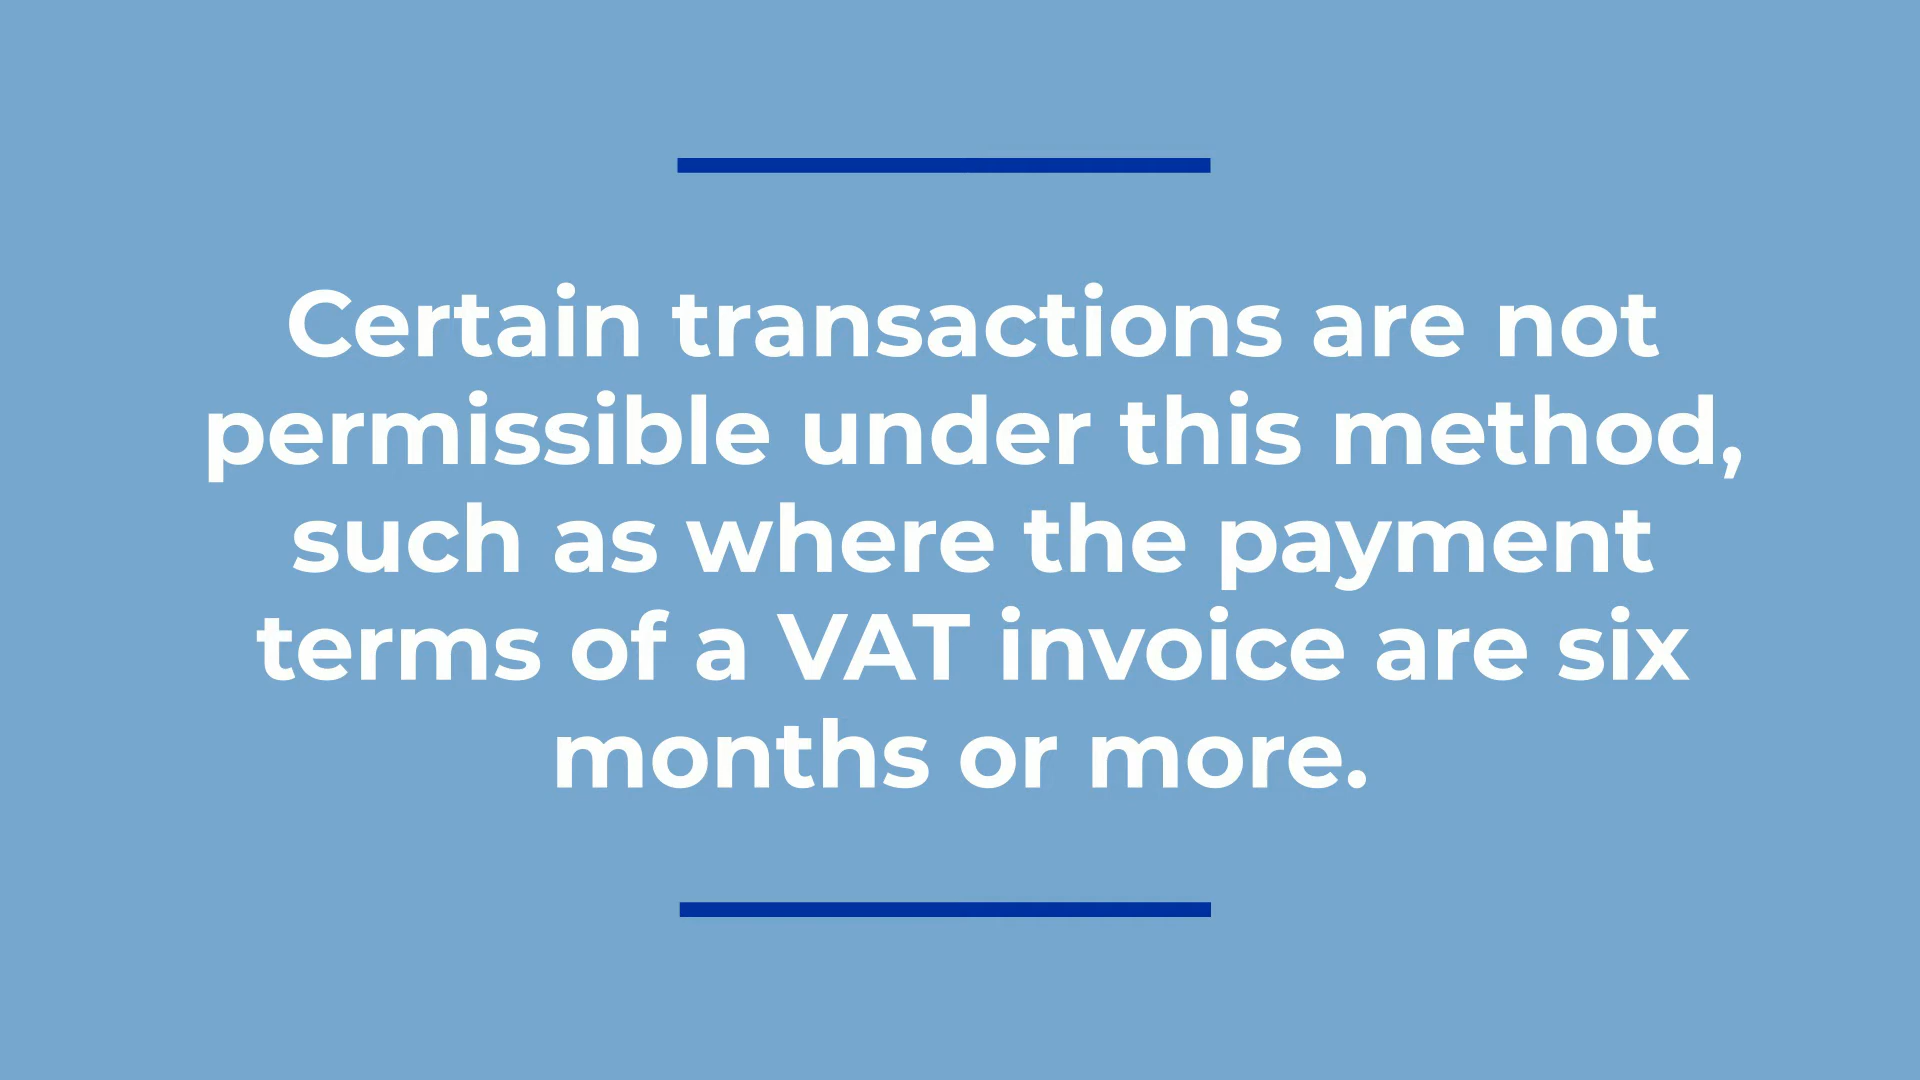 Certain transactions are not
permissible under this method,
such as where the payment
terms of a VAT invoice are six
months or more.